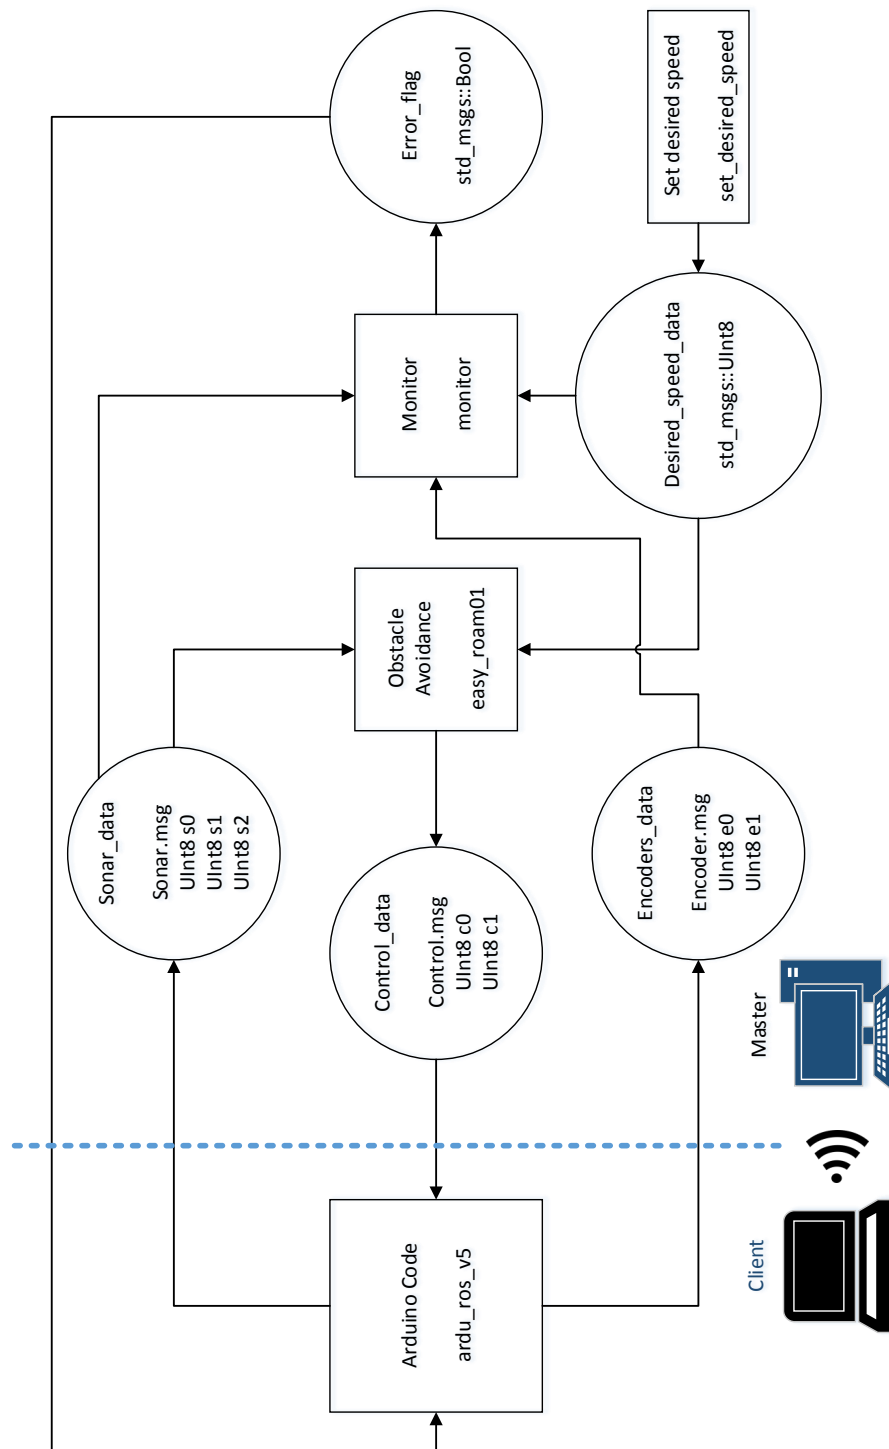 Error_flag
std_msgs::Bool
Set desired speed
set_desired_speed
Monitor
monitor
Desired_speed_data
std_msgs::UInt8
Obstacle
Avoidance
easy_roam01
Sonar_data
Sonar.msg
UInt8 s0
UInt8 s1
UInt8 s2
Control_data
Control.msg
UInt8 c0
UInt8 c1
Encoders_data
Encoder.msg
UInt8 e0
UInt8 e1
Arduino Code
ardu_ros_v5
Master
Client